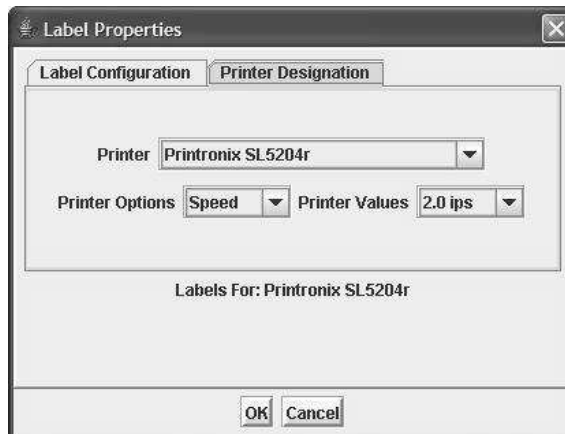 Label Properties
Label Configuration Printer Designation
Printer Printronix SL5204r
Printer Options Speed Printer Values 2.0 ips
Labels For: Printronix SL5204r
OK Cancel